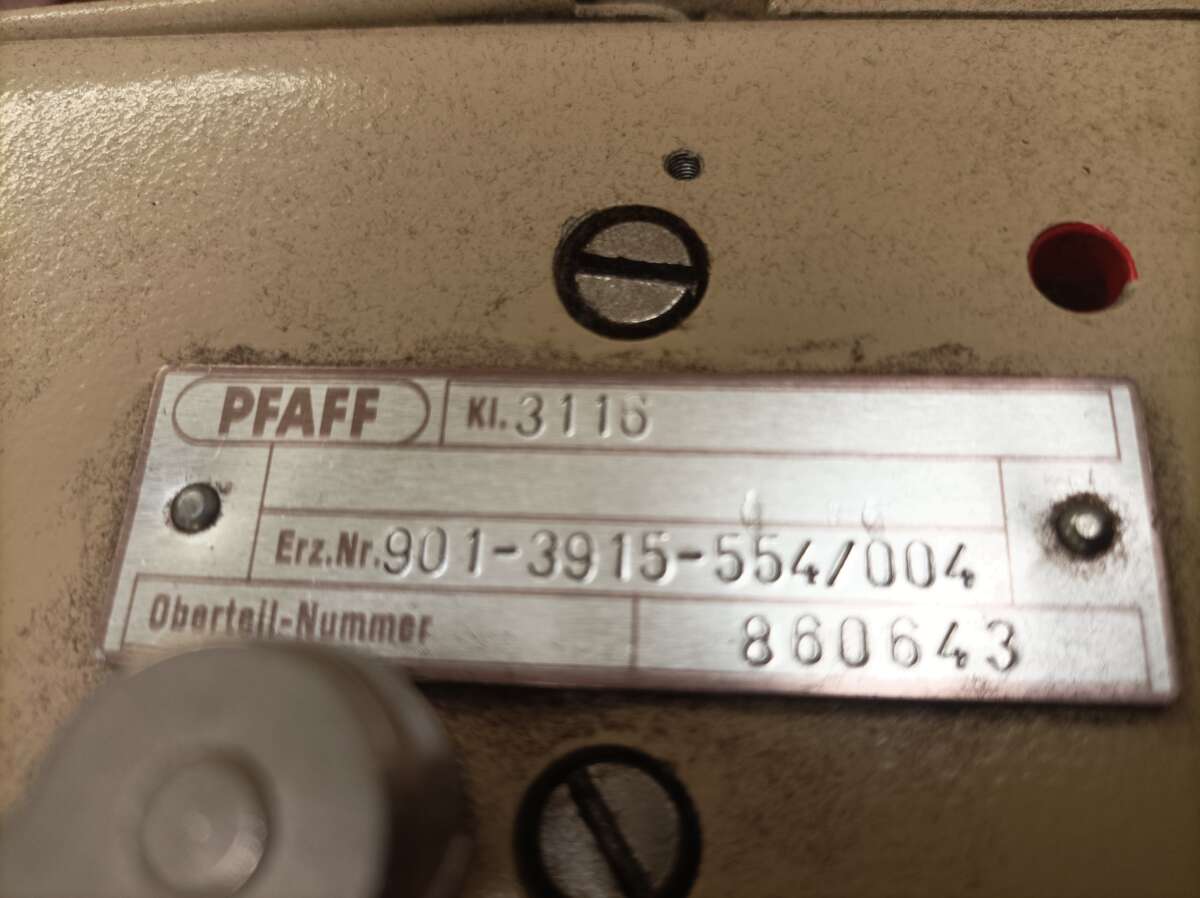 PFAFF Kl. 3116
Erz.Nr. 901-3915-554/004
Oberteil-Nummer 860643